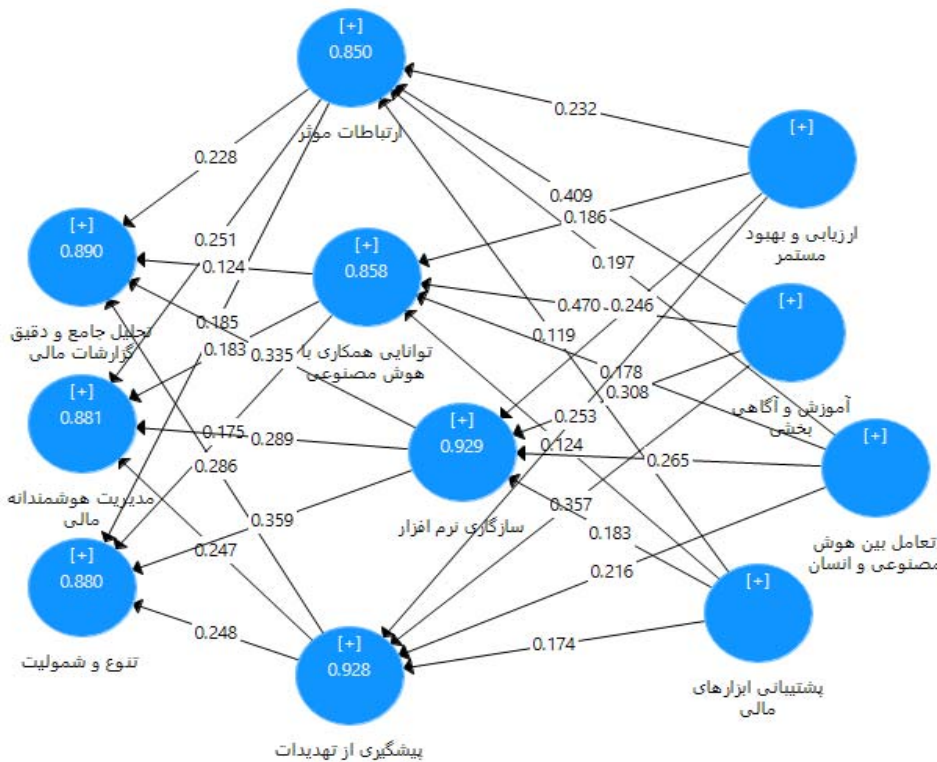 [+]
0.850
ارتباطات موثر
0.232
[+]
ارزیابی و بهبود
مستمر
0.228
0.409
[+]
0.890
تحلیل جامع و دقیق
گزارشات مالی
0.251
0.124
[+]
0.858
توانایی همکاری با
هوش مصنوعی
0.186
0.197
0.470
0.246
[+]
آموزش و آگاهی
بخشی
0.185
0.183
0.335
0.119
0.178
0.308
[+]
0.881
مدیریت هوشمندانه
مالی
0.175
0.289
[+]
0.929
سازگاری نرم افزار
0.253
0.124
0.265
[+]
تعامل بین هوش
مصنوعی و انسان
0.286
0.359
0.357
0.183
0.247
0.216
[+]
0.880
تنوع و شمولیت
0.248
[+]
0.928
پیشگیری از تهدیدات
0.174
[+]
پشتیبانی ابزارهای
مالی